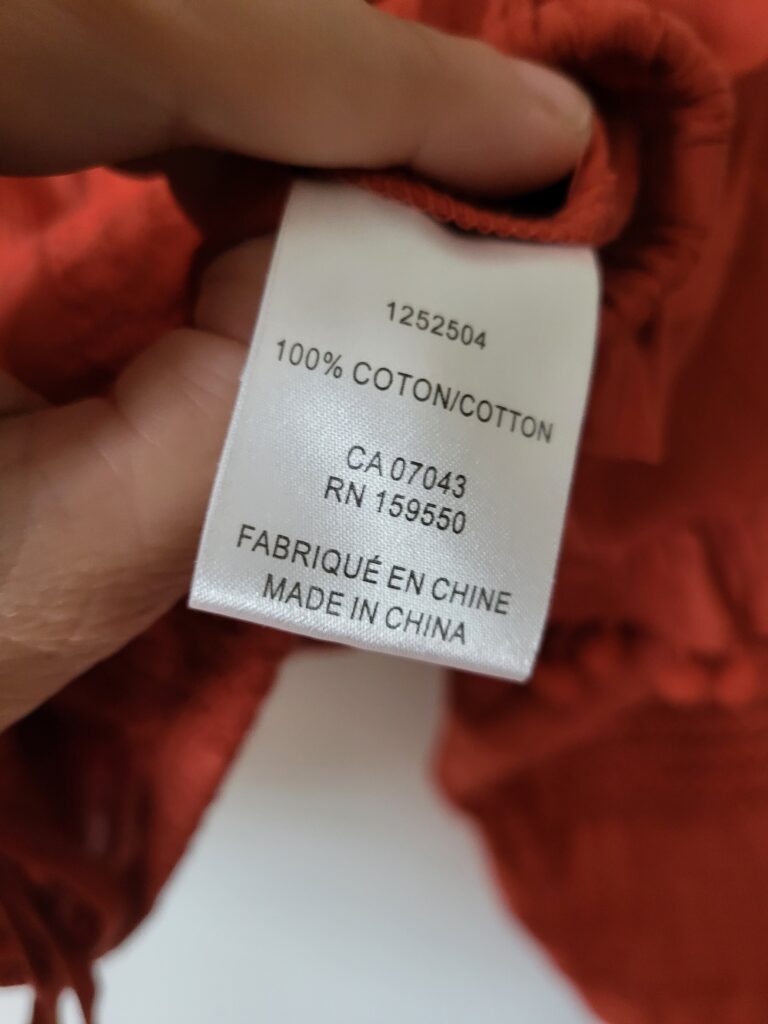 1252504
100% COTON/COTTON
CA 07043
RN 159550
FABRIQUÉ EN CHINE
MADE IN CHINA